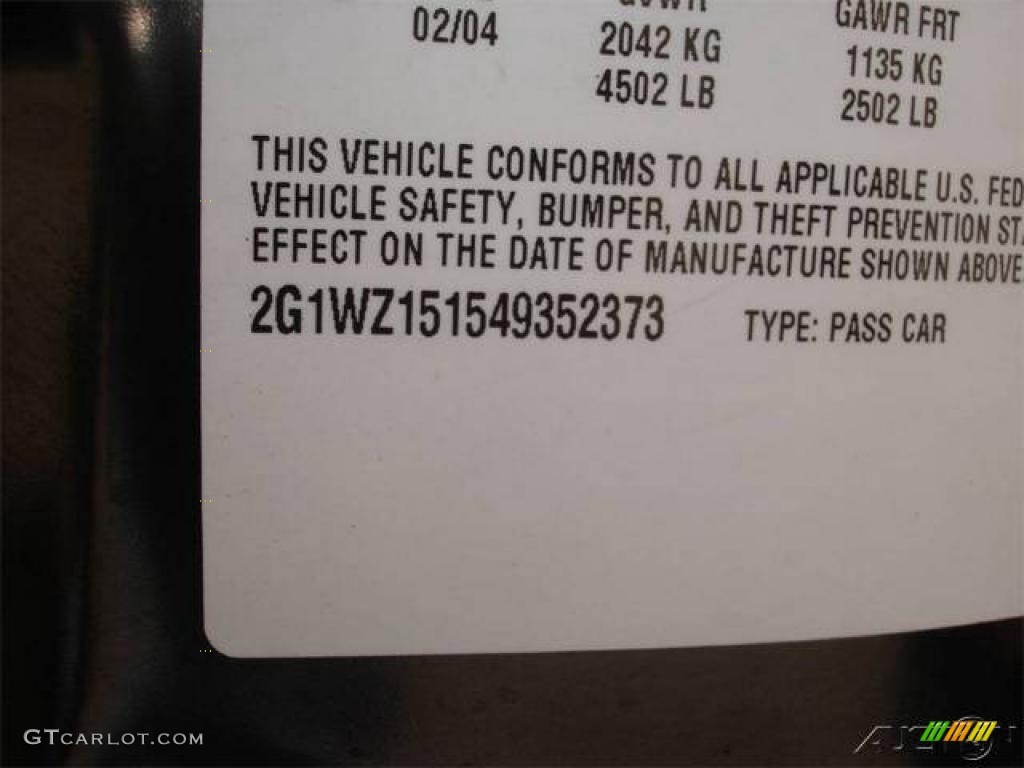 GVWR GAWR FRT
02/04 2042 KG 1135 KG
4502 LB 2502 LB
THIS VEHICLE CONFORMS TO ALL APPLICABLE U.S. FED
VEHICLE SAFETY, BUMPER, AND THEFT PREVENTION STA
EFFECT ON THE DATE OF MANUFACTURE SHOWN ABOVE
2G1WZ151549352373 TYPE: PASS CAR
GTCARLOT.COM